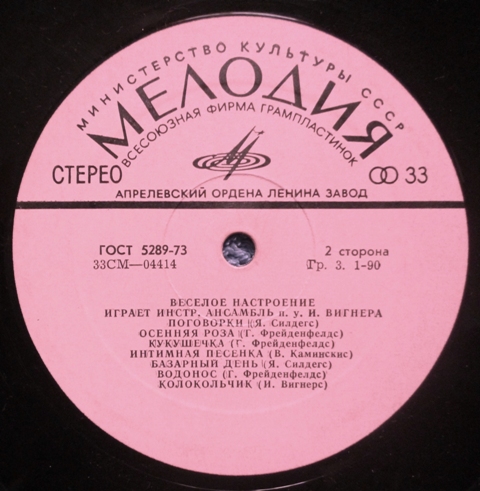 МИНИСТЕРСТВО КУЛЬТУРЫ СССР
МЕЛОДИЯ
ВСЕСОЮЗНАЯ ФИРМА ГРАМПЛАСТИНОК
СТЕРЕО
33
АПРЕЛЕВСКИЙ ОРДЕНА ЛЕНИНА ЗАВОД
ГОСТ 5289-73
2 сторона
33СМ—04414
Гр. 3. 1-90
ВЕСЕЛОЕ НАСТРОЕНИЕ
ИГРАЕТ ИНСТР. АНСАМБЛЬ п. у. И. ВИГНЕРА
ПОГОВОРКИ (Я. Силдегс)
ОСЕННЯЯ РОЗА (Г. Фрейденфелдс)
КУКУШЕЧКА (Г. Фрейденфелдс)
ИНТИМНАЯ ПЕСЕНКА (В. Каминскис)
БАЗАРНЫЙ ДЕНЬ (Я. Силдегс)
ВОДОНОС (Г. Фрейденфелдс)
КОЛОКОЛЬЧИК (И. Вигнерс)